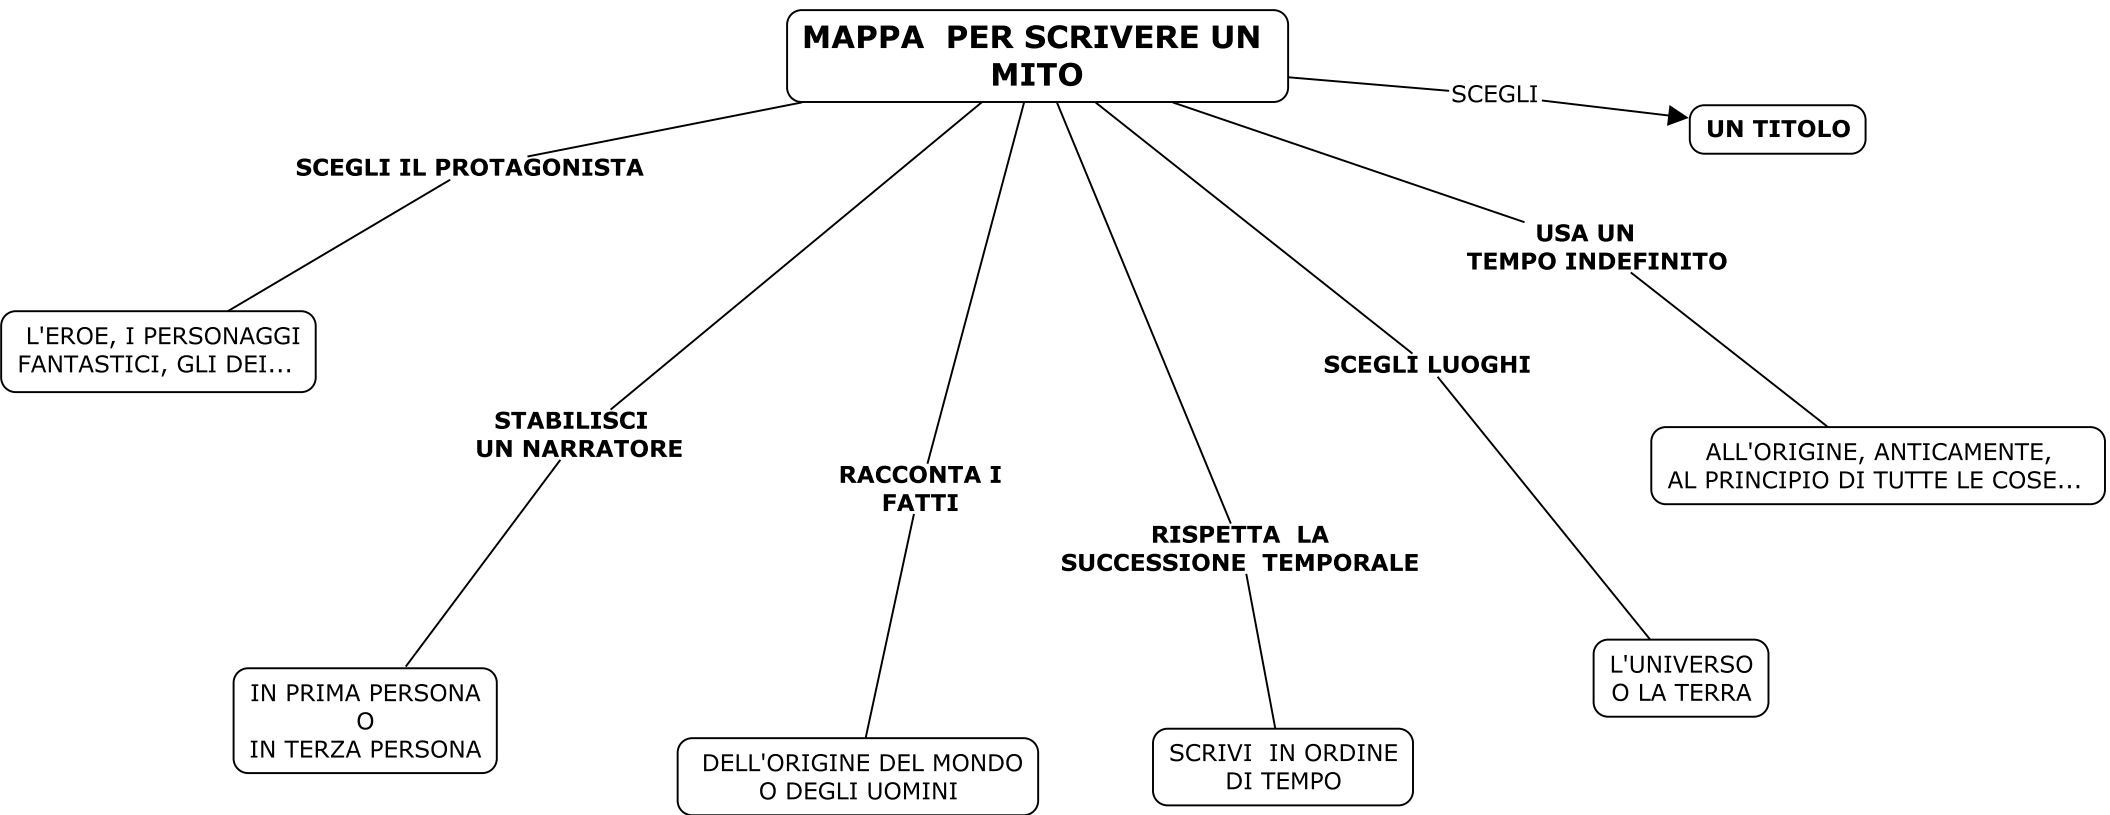 MAPPA  PER SCRIVERE UN
MITO
SCEGLI
UN TITOLO
SCEGLI IL PROTAGONISTA
L'EROE, I PERSONAGGI
FANTASTICI, GLI DEI...
STABILISCI
UN NARRATORE
IN PRIMA PERSONA
O
IN TERZA PERSONA
RACCONTA I
FATTI
DELL'ORIGINE DEL MONDO
O DEGLI UOMINI
RISPETTA  LA
SUCCESSIONE  TEMPORALE
SCRIVI  IN ORDINE
DI TEMPO
SCEGLI LUOGHI
L'UNIVERSO
O LA TERRA
USA UN
TEMPO INDEFINITO
ALL'ORIGINE, ANTICAMENTE,
AL PRINCIPIO DI TUTTE LE COSE...